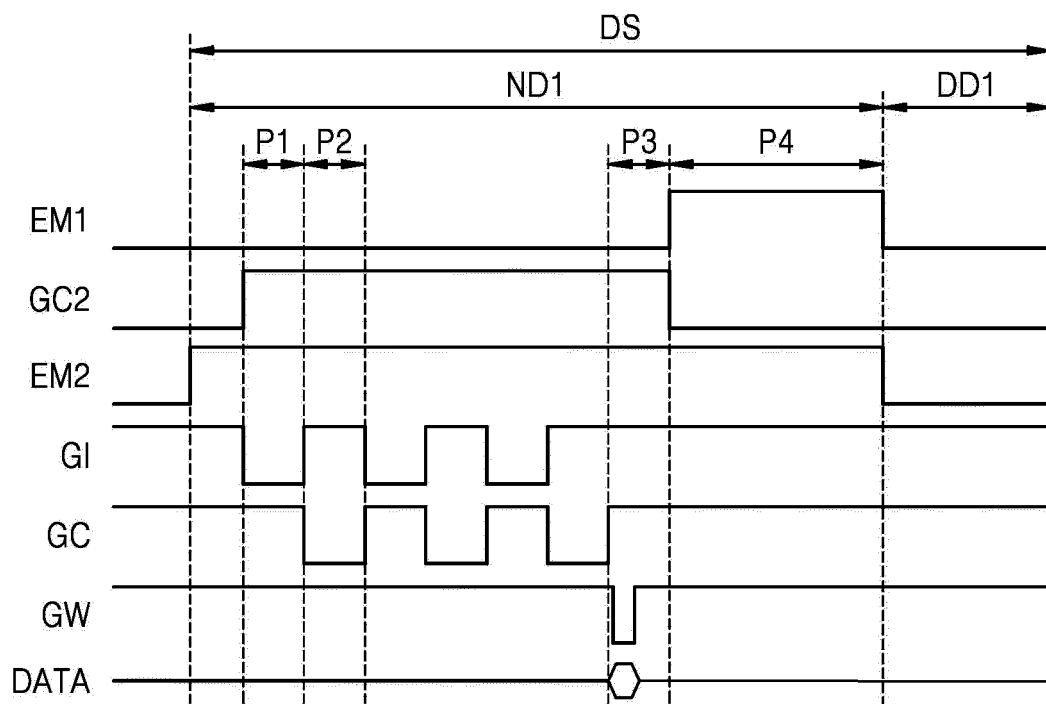 DS
ND1 DD1
P1 P2 P3 P4
EM1
GC2
EM2
GI
GC
GW
DATA